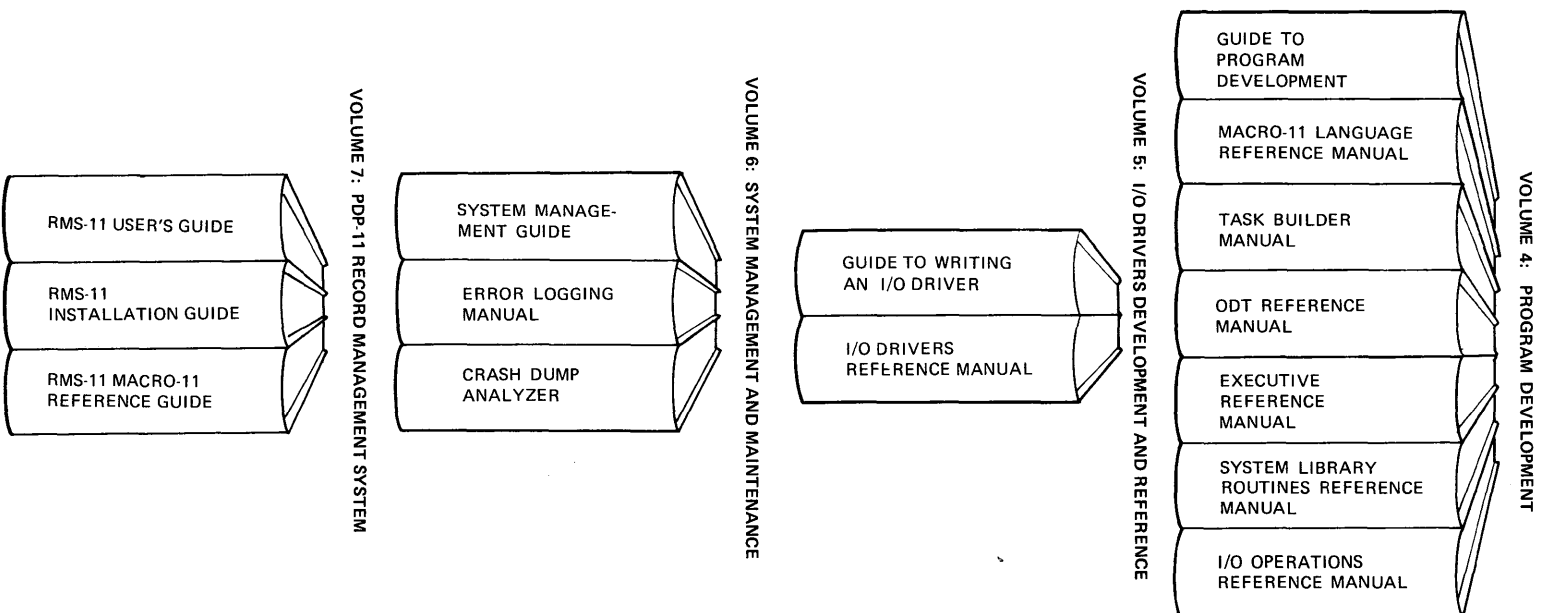 VOLUME 4: PROGRAM DEVELOPMENT
GUIDE TO
PROGRAM
DEVELOPMENT
MACRO-11 LANGUAGE
REFERENCE MANUAL
TASK BUILDER
MANUAL
ODT REFERENCE
MANUAL
EXECUTIVE
REFERENCE
MANUAL
SYSTEM LIBRARY
ROUTINES REFERENCE
MANUAL
I/O OPERATIONS
REFERENCE MANUAL
VOLUME 5: I/O DRIVERS DEVELOPMENT AND REFERENCE
GUIDE TO WRITING
AN I/O DRIVER
I/O DRIVERS
REFERENCE MANUAL
VOLUME 6: SYSTEM MANAGEMENT AND MAINTENANCE
SYSTEM MANAGE-
MENT GUIDE
ERROR LOGGING
MANUAL
CRASH DUMP
ANALYZER
VOLUME 7: PDP-11 RECORD MANAGEMENT SYSTEM
RMS-11 USER'S GUIDE
RMS-11
INSTALLATION GUIDE
RMS-11 MACRO-11
REFERENCE GUIDE